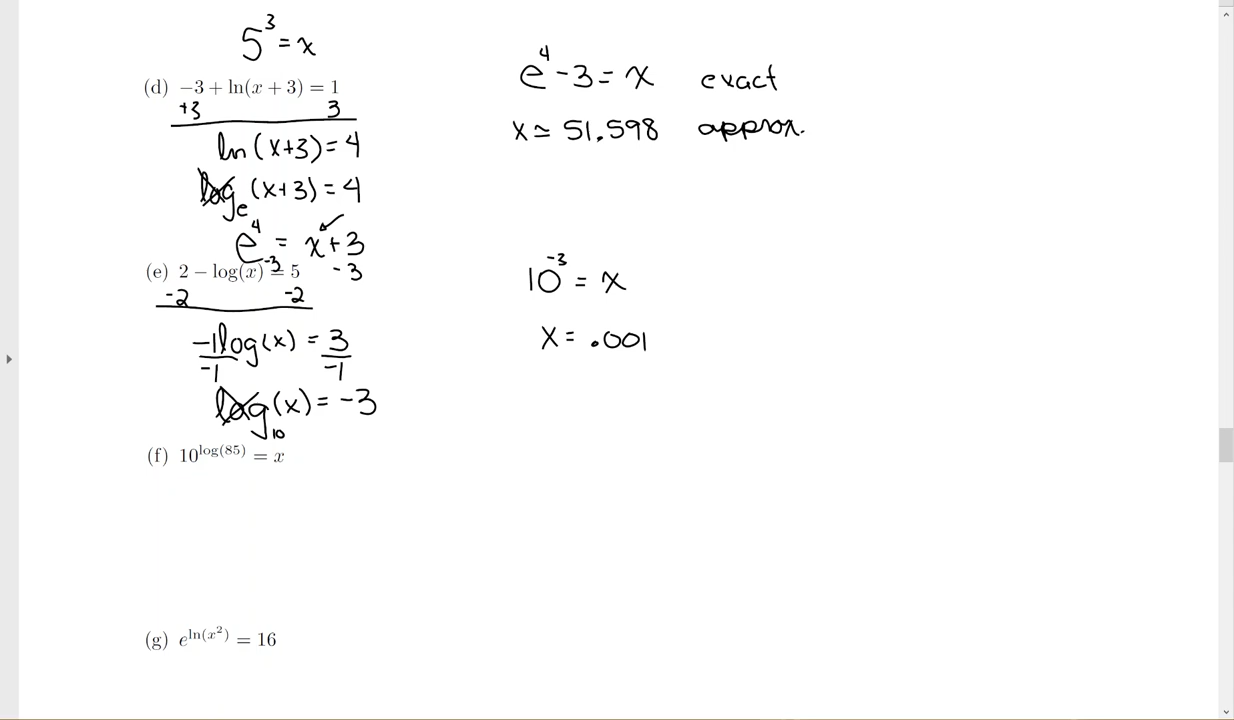 5^3 = x
(d) −3 + ln(x + 3) = 1
+3 3
ln (x+3) = 4
log_e (x+3) = 4
e^4 = x+3
-3 -3
e^4 -3 = x exact
x ≃ 51.598 approx.
(e) 2 − log(x) = 5
-2 -2
-1log(x) = 3
-1 -1
log_10 (x) = -3
10^-3 = x
x = .001
(f) 10^log(85) = x
(g) e^ln(x^2) = 16